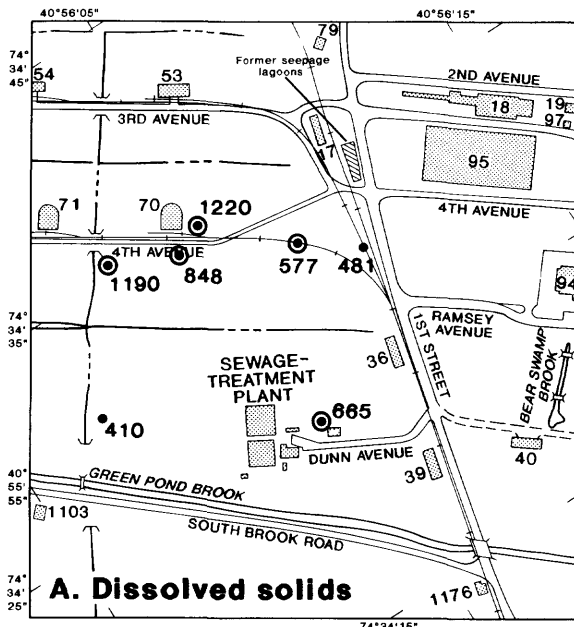 40°56'05"
40°56'15"
74°
34'
45"
79
Former seepage
lagoons
2ND AVENUE
54
53
18
19
97
3RD AVENUE
17
95
71
70
1220
4TH AVENUE
4TH AVENUE
577
481
1190
848
94
74°
34'
35"
RAMSEY
AVENUE
1ST STREET
36
SEWAGE-
TREATMENT
PLANT
BEAR SWAMP
BROOK
665
410
DUNN AVENUE
40
39
40°
55'
55"
GREEN POND BROOK
1103
SOUTH BROOK ROAD
74°
34'
25"
A. Dissolved solids
1176
74°34'15"